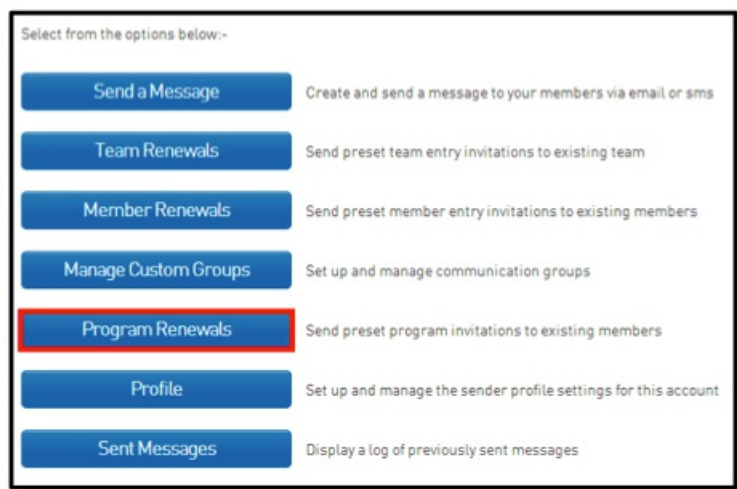 Select from the options below:-
Send a Message Create and send a message to your members via email or sms
Team Renewals Send preset team entry invitations to existing team
Member Renewals Send preset member entry invitations to existing members
Manage Custom Groups Set up and manage communication groups
Program Renewals Send preset program invitations to existing members
Profile Set up and manage the sender profile settings for this account
Sent Messages Display a log of previously sent messages